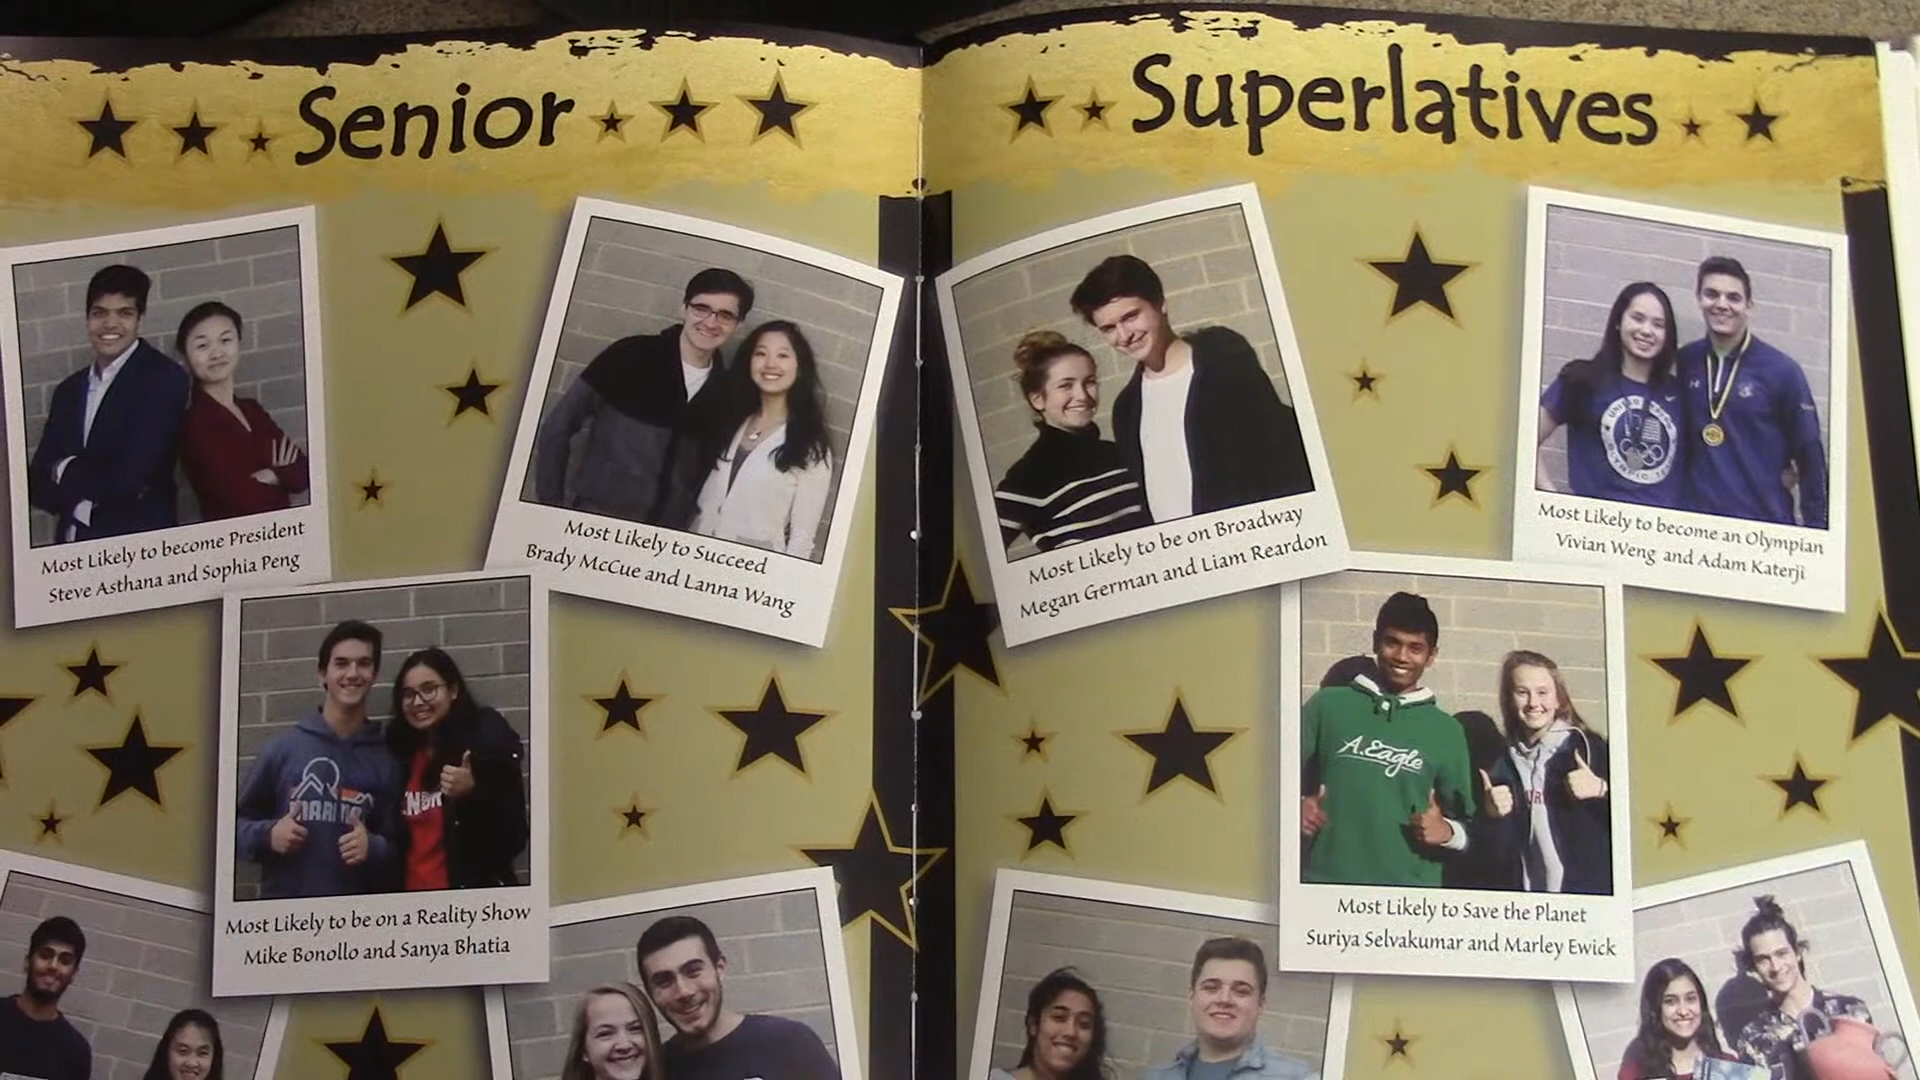 Senior Superlatives
Most Likely to become President
Steve Asthana and Sophia Peng
Most Likely to Succeed
Brady McCue and Lanna Wang
Most Likely to be on Broadway
Megan German and Liam Reardon
Most Likely to become an Olympian
Vivian Weng and Adam Katerji
Most Likely to be on a Reality Show
Mike Bonollo and Sanya Bhatia
Most Likely to Save the Planet
Suriya Selvakumar and Marley Ewick
A.Eagle